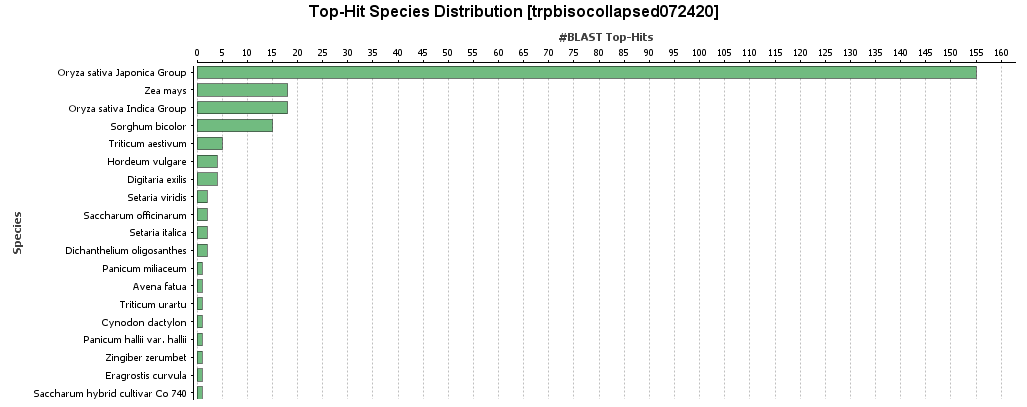 Top-Hit Species Distribution [trpbisocollapsed072420]
#BLAST Top-Hits
0 5 10 15 20 25 30 35 40 45 50 55 60 65 70 75 80 85 90 95 100 105 110 115 120 125 130 135 140 145 150 155 160
Species
Oryza sativa Japonica Group
Zea mays
Oryza sativa Indica Group
Sorghum bicolor
Triticum aestivum
Hordeum vulgare
Digitaria exilis
Setaria viridis
Saccharum officinarum
Setaria italica
Dichanthelium oligosanthes
Panicum miliaceum
Avena fatua
Triticum urartu
Cynodon dactylon
Panicum hallii var. hallii
Zingiber zerumbet
Eragrostis curvula
Saccharum hybrid cultivar Co 740